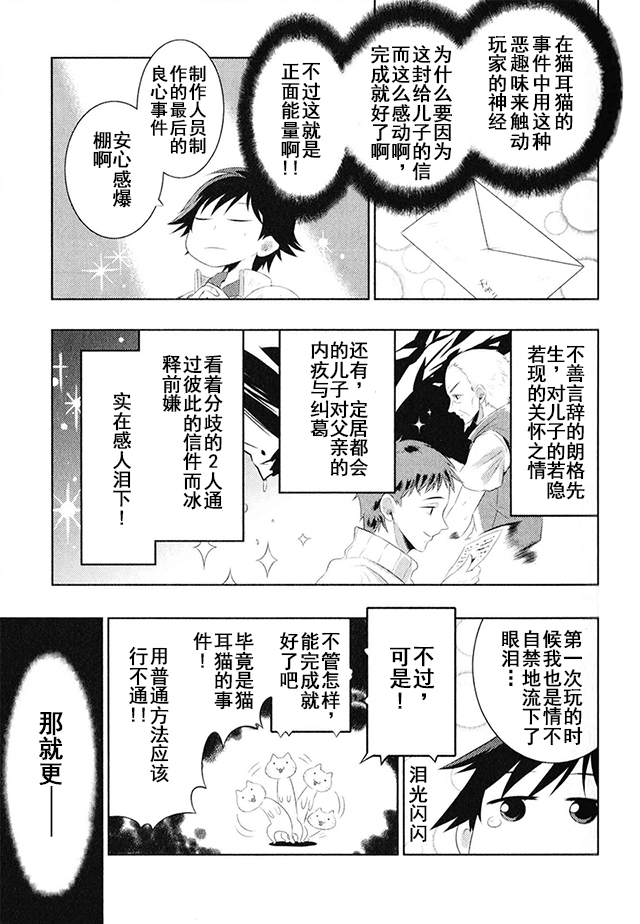 在猫耳猫的
事件中用这种
恶趣味来触动
玩家的神经
为什么要因为
这封给儿子的信
而这么感动啊，
完成就好了啊
不过这就是
正面能量啊！！
制作人员制
作的最后的
良心事件
安心感爆
棚啊
不善言辞的朗格先
生，对儿子的若隐
若现的关怀之情
还有，定居都会
的儿子对父亲的
内疚与纠葛
看着分歧的2人通
过彼此的信件而冰
释前嫌
实在感人泪下！
第一次玩的时
候我也是情不
自禁地流下了
眼泪…
泪光闪闪
不过，
可是！
不管怎样，
能完成就
好了吧
毕竟是猫
耳猫的事
件！
用普通方法应该
行不通！！
那就更——